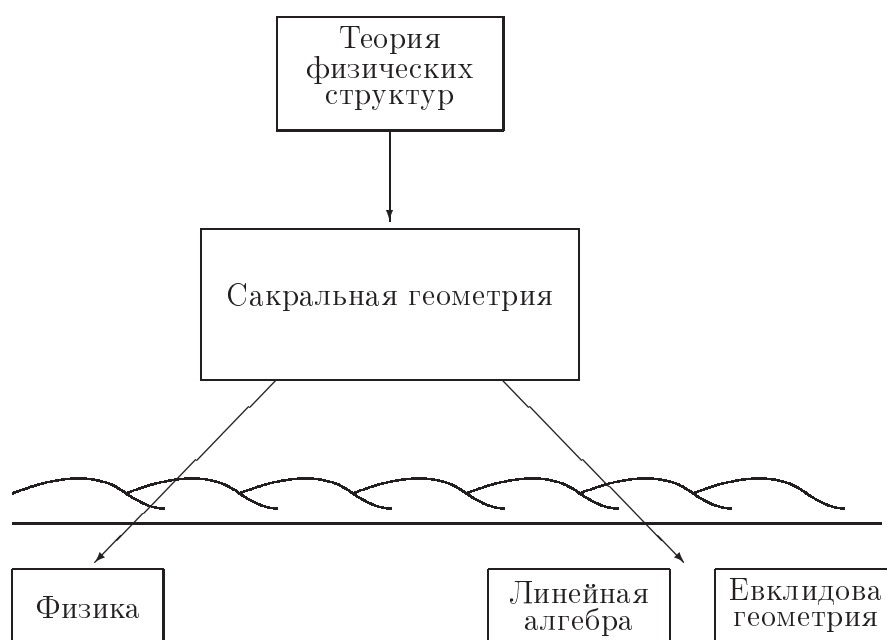 Теория
физических
структур
Сакральная геометрия
Физика
Линейная
алгебра
Евклидова
геометрия